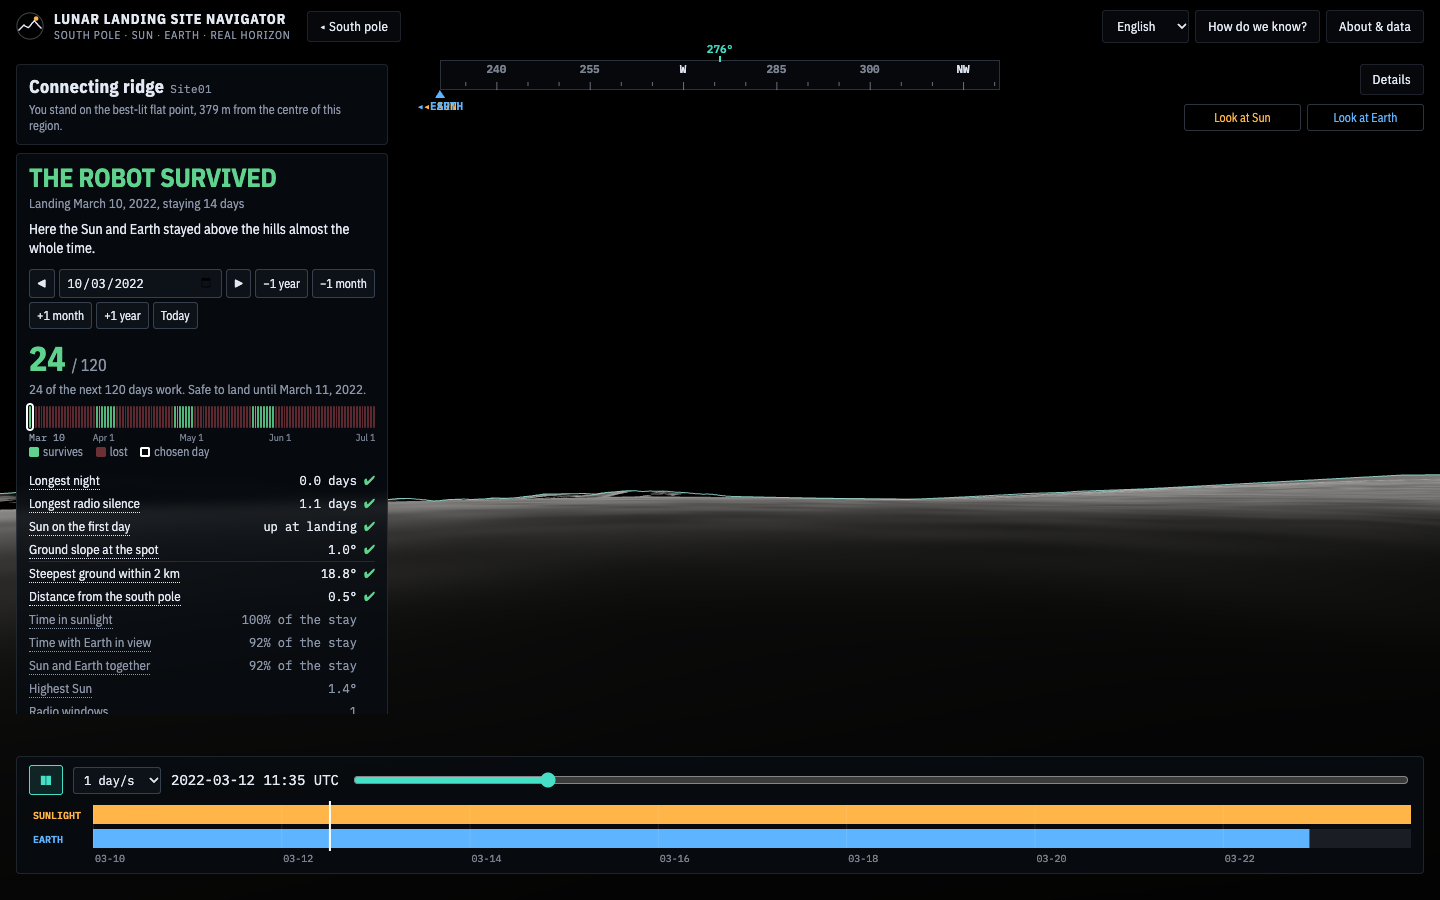 LUNAR LANDING SITE NAVIGATOR
SOUTH POLE · SUN · EARTH · REAL HORIZON
◂ South pole
English
How do we know?
About & data
276°
240 255 W 285 300 NW
Details
Look at Sun
Look at Earth
Connecting ridge Site01
You stand on the best-lit flat point, 379 m from the centre of this
region.
THE ROBOT SURVIVED
Landing March 10, 2022, staying 14 days
Here the Sun and Earth stayed above the hills almost the
whole time.
◀ 10/03/2022 ▶ −1 year −1 month
+1 month +1 year Today
24 / 120
24 of the next 120 days work. Safe to land until March 11, 2022.
Mar 10 Apr 1 May 1 Jun 1 Jul 1
survives lost chosen day
Longest night 0.0 days ✔
Longest radio silence 1.1 days ✔
Sun on the first day up at landing ✔
Ground slope at the spot 1.0° ✔
Steepest ground within 2 km 18.8° ✔
Distance from the south pole 0.5° ✔
Time in sunlight 100% of the stay
Time with Earth in view 92% of the stay
Sun and Earth together 92% of the stay
Highest Sun 1.4°
Radio windows 1
1 day/s 2022-03-12 11:35 UTC
SUNLIGHT
EARTH
03-10 03-12 03-14 03-16 03-18 03-20 03-22